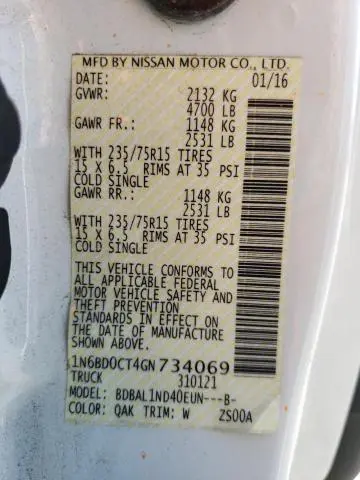 MFD BY NISSAN MOTOR CO., LTD.
DATE: 01/16
GVWR: 2132 KG
4700 LB
GAWR FR.: 1148 KG
2531 LB
WITH 235/75R15 TIRES
15 X 6.5 RIMS AT 35 PSI
COLD SINGLE
GAWR RR.: 1148 KG
2531 LB
WITH 235/75R15 TIRES
15 X 6.5 RIMS AT 35 PSI
COLD SINGLE
THIS VEHICLE CONFORMS TO
ALL APPLICABLE FEDERAL
MOTOR VEHICLE SAFETY AND
THEFT PREVENTION
STANDARDS IN EFFECT ON
THE DATE OF MANUFACTURE
SHOWN ABOVE.
1N6BD0CT4GN734069
TRUCK 310121
MODEL: BDBAL1ND40EUN---B-
COLOR: QAK TRIM: W ZS00A